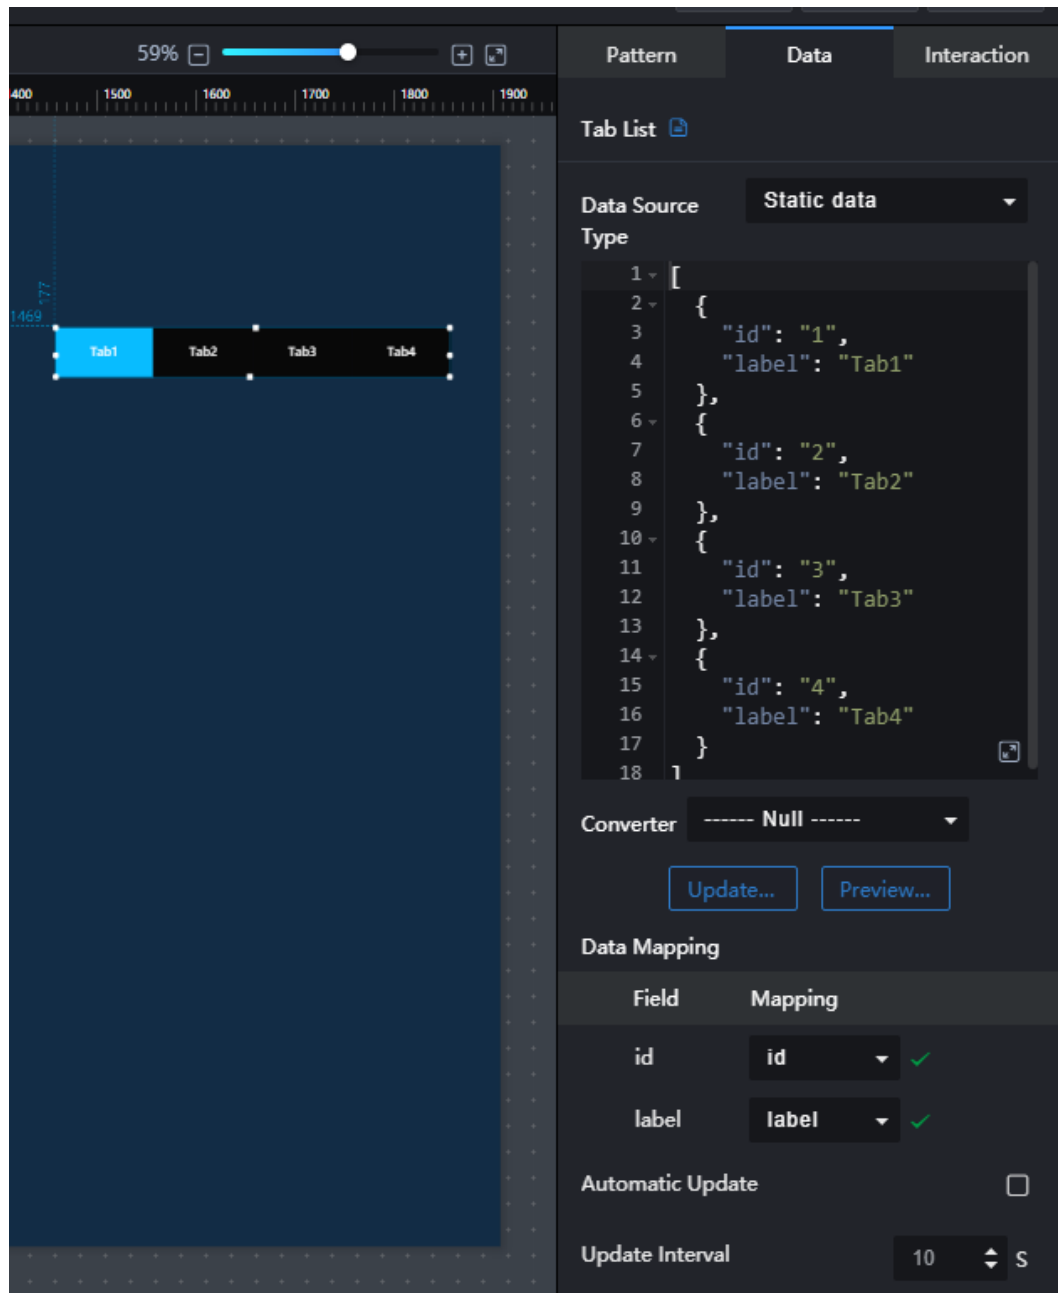 59%
Pattern Data Interaction
400 1500 1600 1700 1800 1900
Tab List
Data Source Type
Static data
177
1469
Tab1 Tab2 Tab3 Tab4
1 [
2 {
3 "id": "1",
4 "label": "Tab1"
5 },
6 {
7 "id": "2",
8 "label": "Tab2"
9 },
10 {
11 "id": "3",
12 "label": "Tab3"
13 },
14 {
15 "id": "4",
16 "label": "Tab4"
17 }
18 ]
Converter ------ Null ------
Update... Preview...
Data Mapping
Field Mapping
id id
label label
Automatic Update
Update Interval 10 S